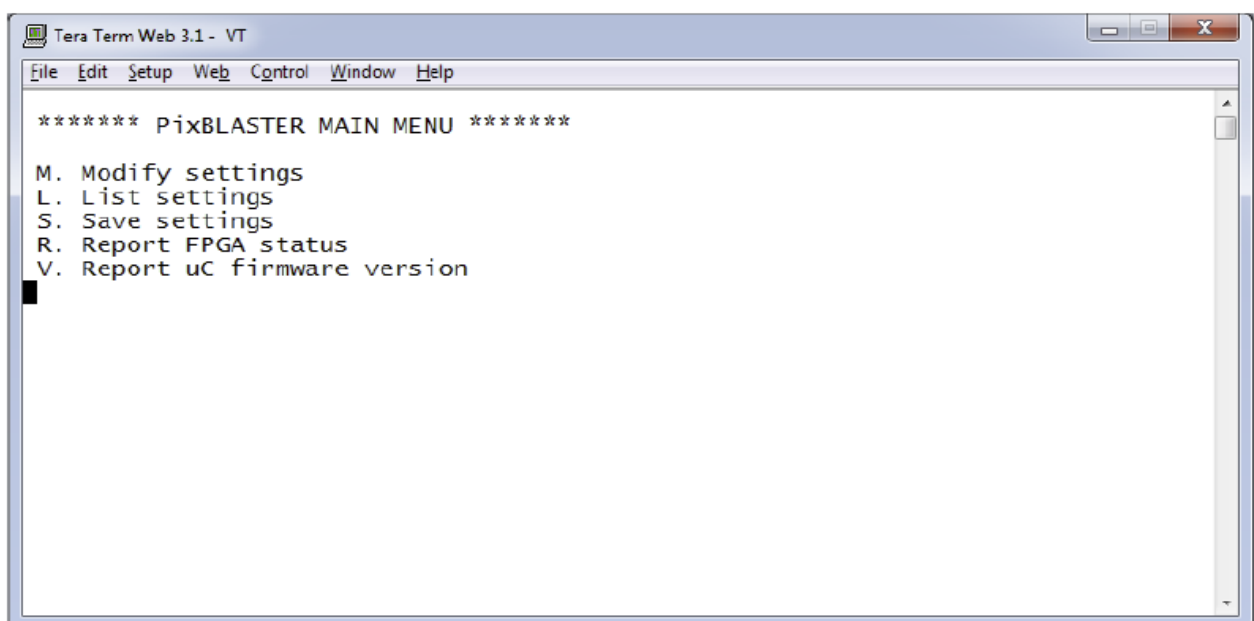 Tera Term Web 3.1 - VT
File Edit Setup Web Control Window Help
******* PixBLASTER MAIN MENU *******
M. Modify settings
L. List settings
S. Save settings
R. Report FPGA status
V. Report uC firmware version